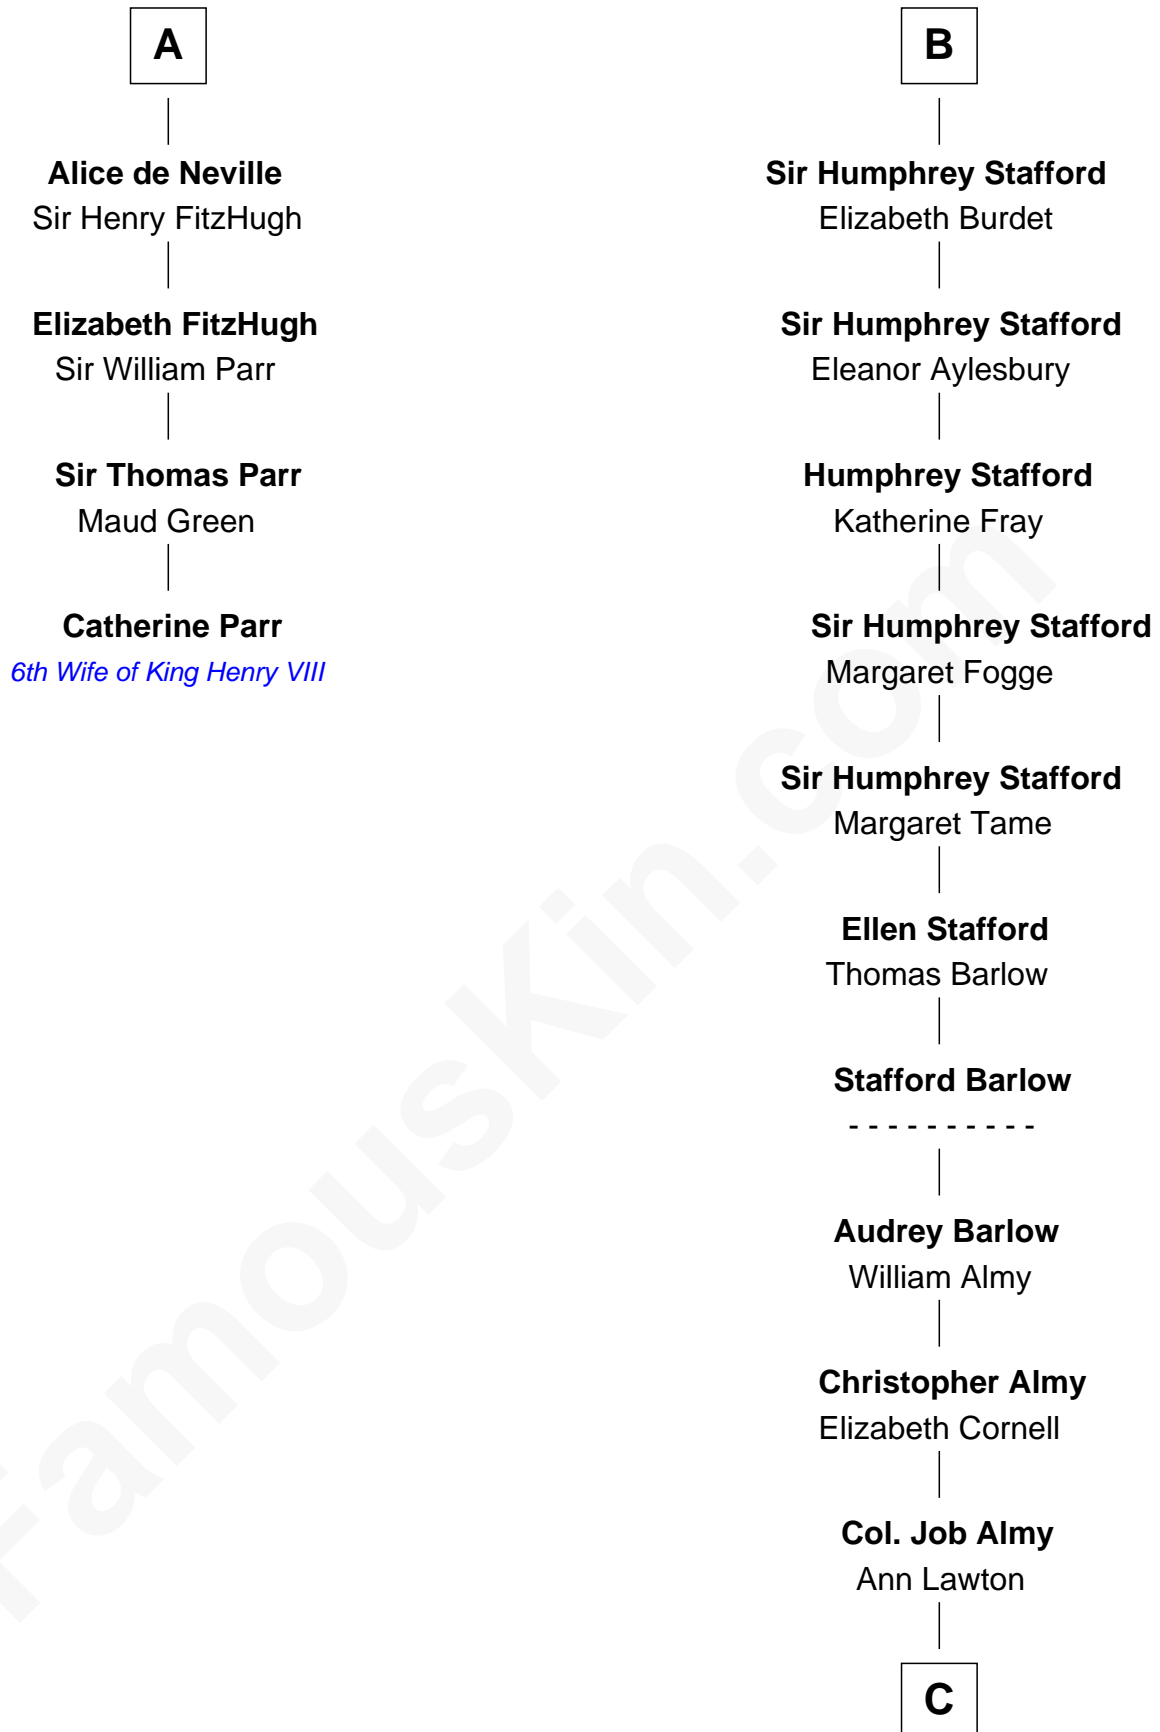 A
Alice de Neville
Sir Henry FitzHugh
Elizabeth FitzHugh
Sir William Parr
Sir Thomas Parr
Maud Green
Catherine Parr
6th Wife of King Henry VIII
B
Sir Humphrey Stafford
Elizabeth Burdet
Sir Humphrey Stafford
Eleanor Aylesbury
Humphrey Stafford
Katherine Fray
Sir Humphrey Stafford
Margaret Fogge
Sir Humphrey Stafford
Margaret Tame
Ellen Stafford
Thomas Barlow
Stafford Barlow
- - - - - - - - - -
Audrey Barlow
William Almy
Christopher Almy
Elizabeth Cornell
Col. Job Almy
Ann Lawton
C
FamousKin.com